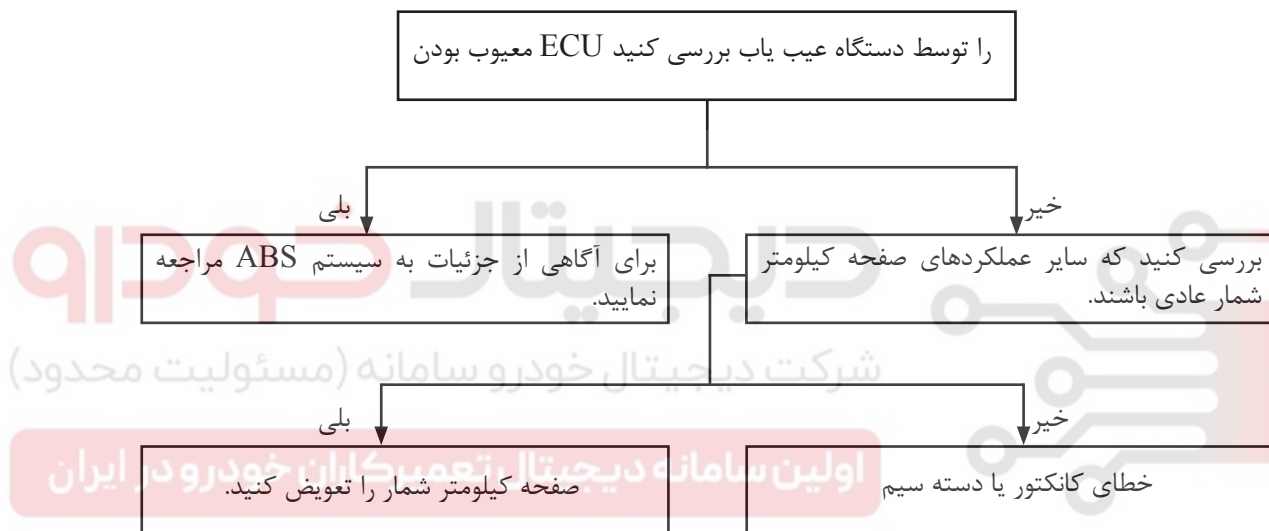 را توسط دستگاه عیب یاب بررسی کنید ECU معیوب بودن
خیر
بلی
بررسی کنید که سایر عملکردهای صفحه کیلومتر
شمار عادی باشند.
برای آگاهی از جزئیات به سیستم ABS مراجعه
نمایید.
دیجیتال خودرو
شرکت دیجیتال خودرو سامانه (مسئولیت محدود)
خیر
بلی
خطای کانکتور یا دسته سیم
صفحه کیلومتر شمار را تعویض کنید.
اولین سامانه دیجیتال تعمیرکاران خودرو در ایران